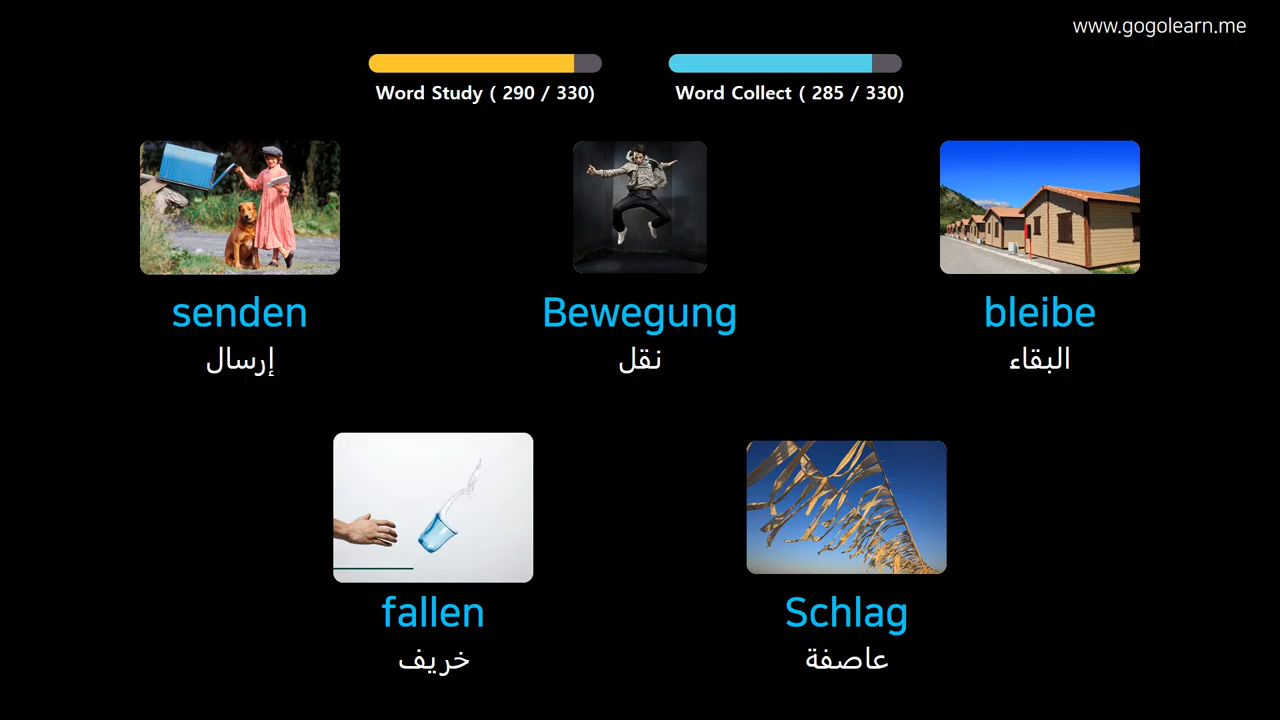 www.gogolearn.me
Word Study ( 290 / 330)
Word Collect ( 285 / 330)
senden
إرسال
Bewegung
نقل
bleibe
البقاء
fallen
خريف
Schlag
عاصفة